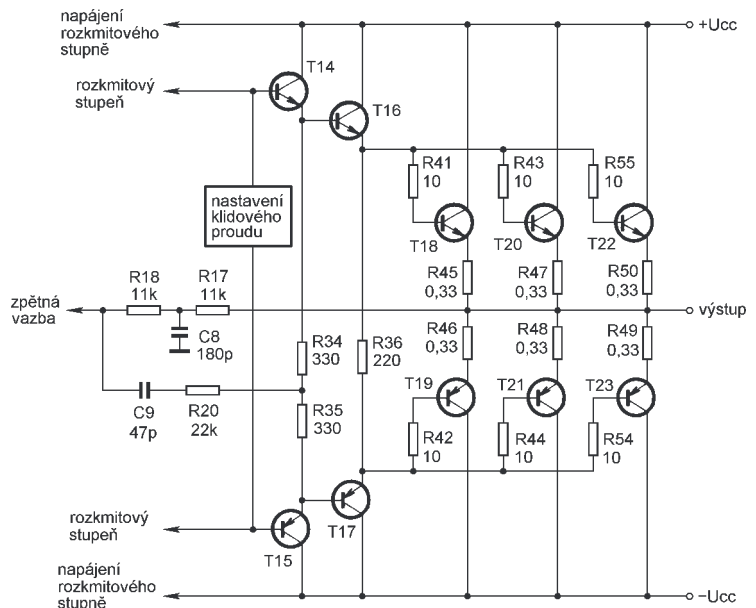 napájení
rozkmitového
stupně
+Ucc
T14
rozkmitový
stupeň
T16
R41
10
R43
10
R55
10
nastavení
klidového
proudu
T18
T20
T22
R18
11k
R17
11k
R45
0,33
R47
0,33
R50
0,33
zpětná
vazba
výstup
C8
180p
R34
330
R36
220
R46
0,33
R48
0,33
R49
0,33
T19
T21
T23
C9
47p
R20
22k
R35
330
R42
10
R44
10
R54
10
rozkmitový
stupeň
T15
T17
napájení
rozkmitového
stupně
−Ucc